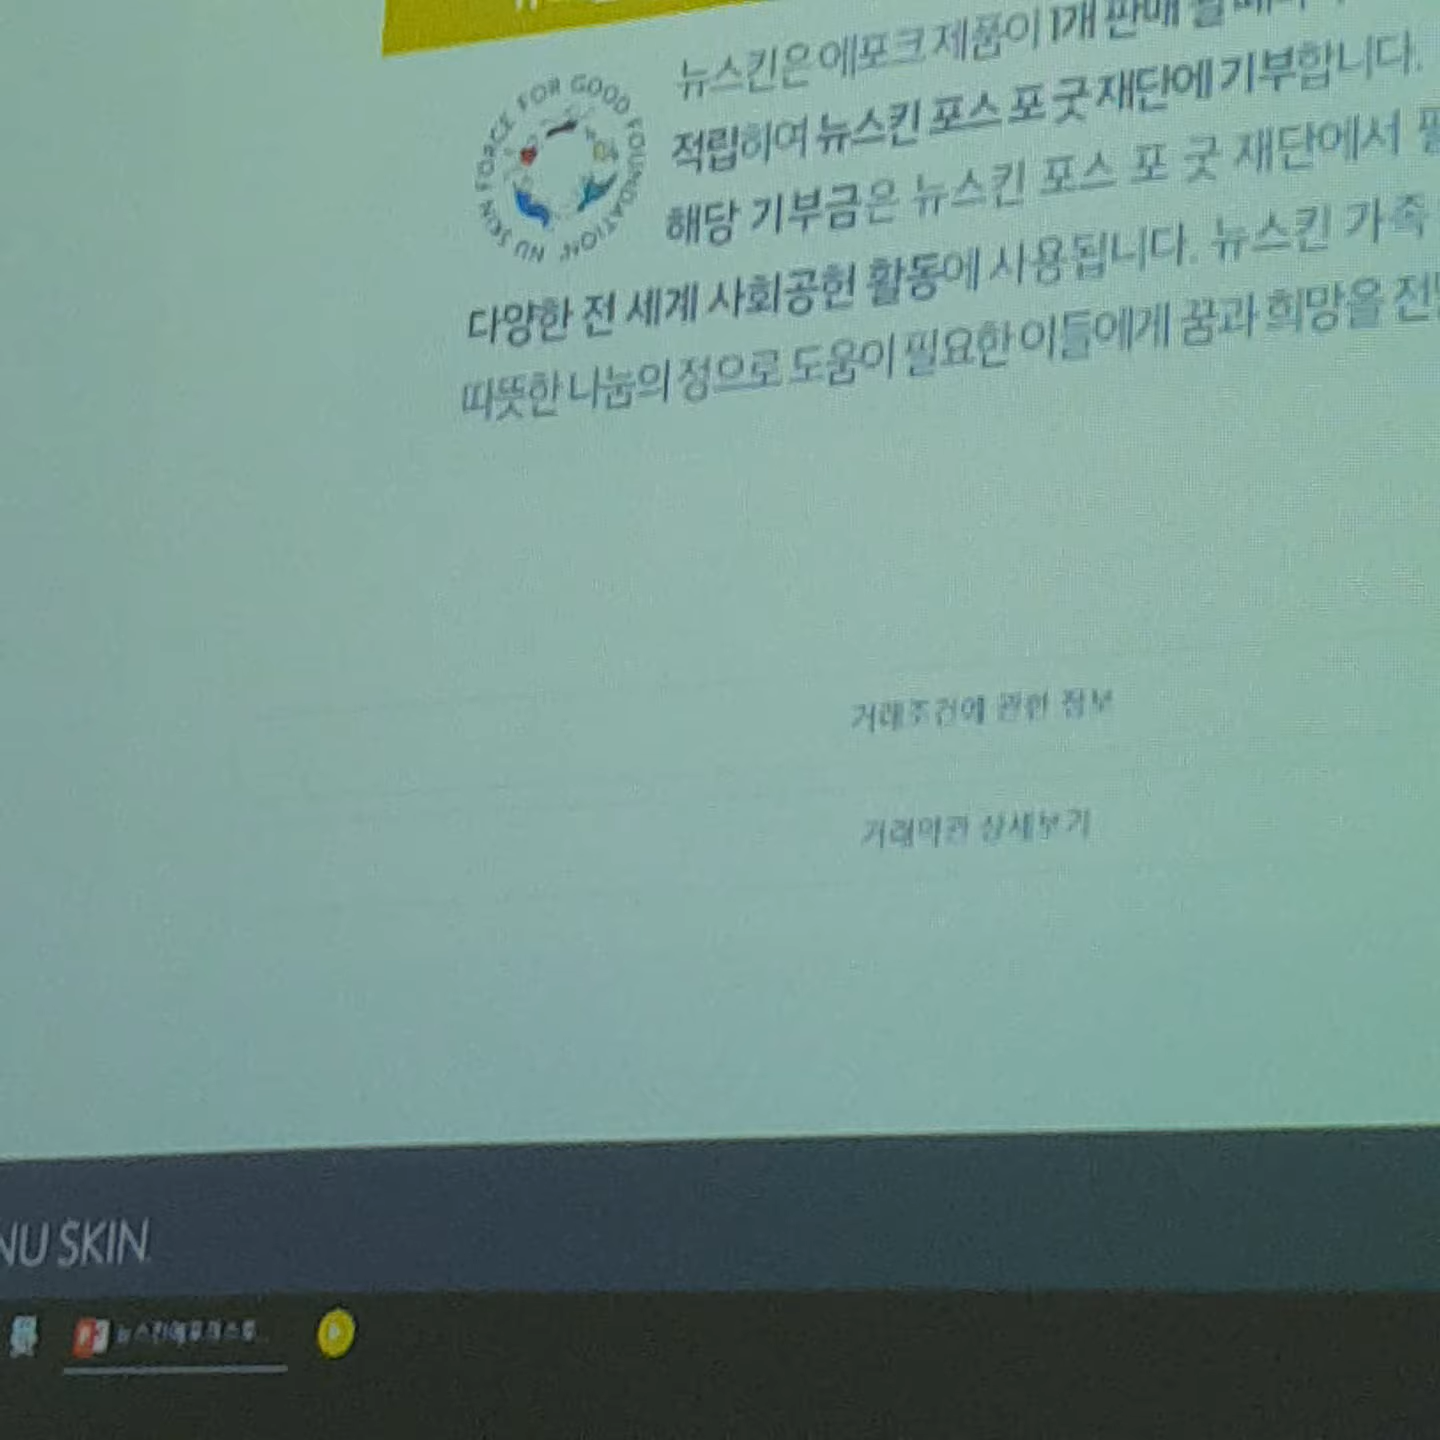 뉴스킨은 에포크 제품이 1개 판매 될
적립하여 뉴스킨 포스 포 굿 재단에 기부합니다.
해당 기부금은 뉴스킨 포스 포 굿 재단에서
다양한 전 세계 사회공헌 활동에 사용됩니다. 뉴스킨 가족
따뜻한 나눔의 정으로 도움이 필요한 이들에게 꿈과 희망을
NU SKIN FORCE FOR GOOD FOUNDATION
거래조건에 관한 정보
거래약관 상세보기
NU SKIN